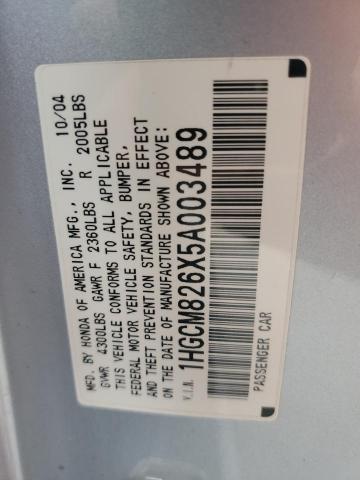 MFD. BY HONDA OF AMERICA MFG., INC. 10/04
GVWR 4300LBS GAWR F 2360LBS R 2005LBS
THIS VEHICLE CONFORMS TO ALL APPLICABLE
FEDERAL MOTOR VEHICLE SAFETY, BUMPER,
AND THEFT PREVENTION STANDARDS IN EFFECT
ON THE DATE OF MANUFACTURE SHOWN ABOVE:
V.I.N. 1HGCM826X5A003489
PASSENGER CAR